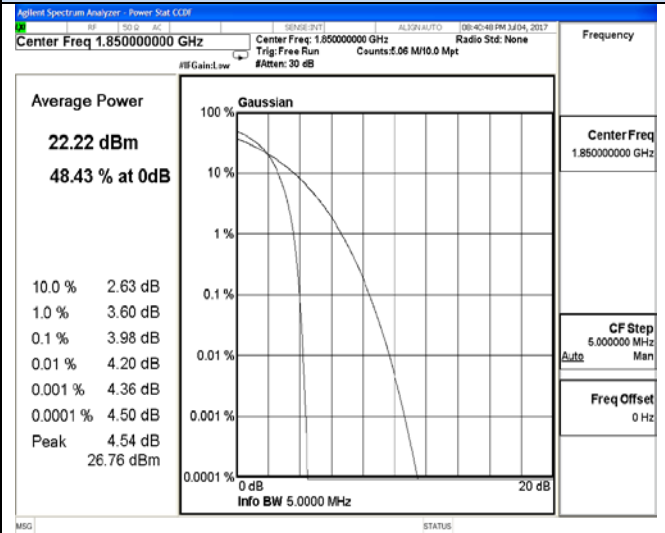 Agilent Spectrum Analyzer - Power Stat CCDF
RF 50 Ω AC SENSE:INT ALIGN AUTO 08:40:48 PM Jul 04, 2017
Center Freq 1.850000000 GHz
Center Freq: 1.850000000 GHz Radio Std: None
Trig: Free Run Counts:5.06 M/10.0 Mpt
#IFGain:Low #Atten: 30 dB
Frequency
Average Power
22.22 dBm
48.43 % at 0dB
10.0 % 2.63 dB
1.0 % 3.60 dB
0.1 % 3.98 dB
0.01 % 4.20 dB
0.001 % 4.36 dB
0.0001 % 4.50 dB
Peak 4.54 dB
26.76 dBm
Gaussian
100 %
10 %
1 %
0.1 %
0.01 %
0.001 %
0.0001 %
0 dB 20 dB
Info BW 5.0000 MHz
Center Freq
1.850000000 GHz
CF Step
5.000000 MHz
Auto Man
Freq Offset
0 Hz
MSG STATUS